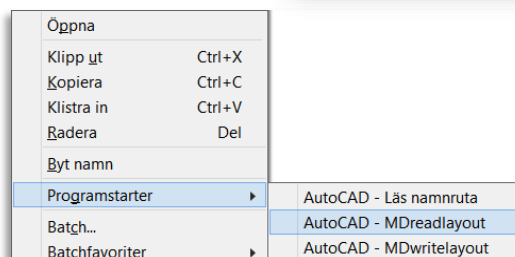 Öppna
Klipp ut Ctrl+X
Kopiera Ctrl+C
Klistra in Ctrl+V
Radera Del
Byt namn
Programstarter
AutoCAD - Läs namnruta
AutoCAD - MDreadlayout
AutoCAD - MDwritelayout
Batch...
Batchfavoriter